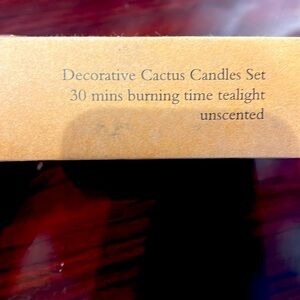 Decorative Cactus Candles Set
30 mins burning time tealight
unscented